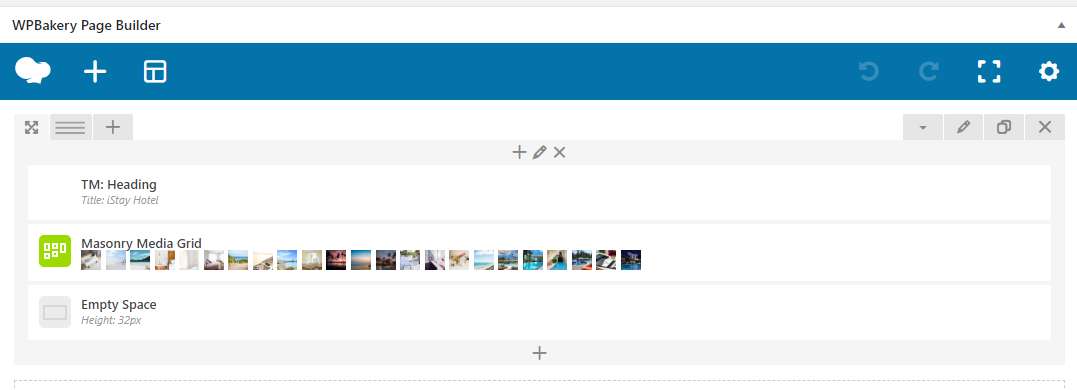 WPBakery Page Builder
TM: Heading
Title: iStay Hotel
Masonry Media Grid
Empty Space
Height: 32px